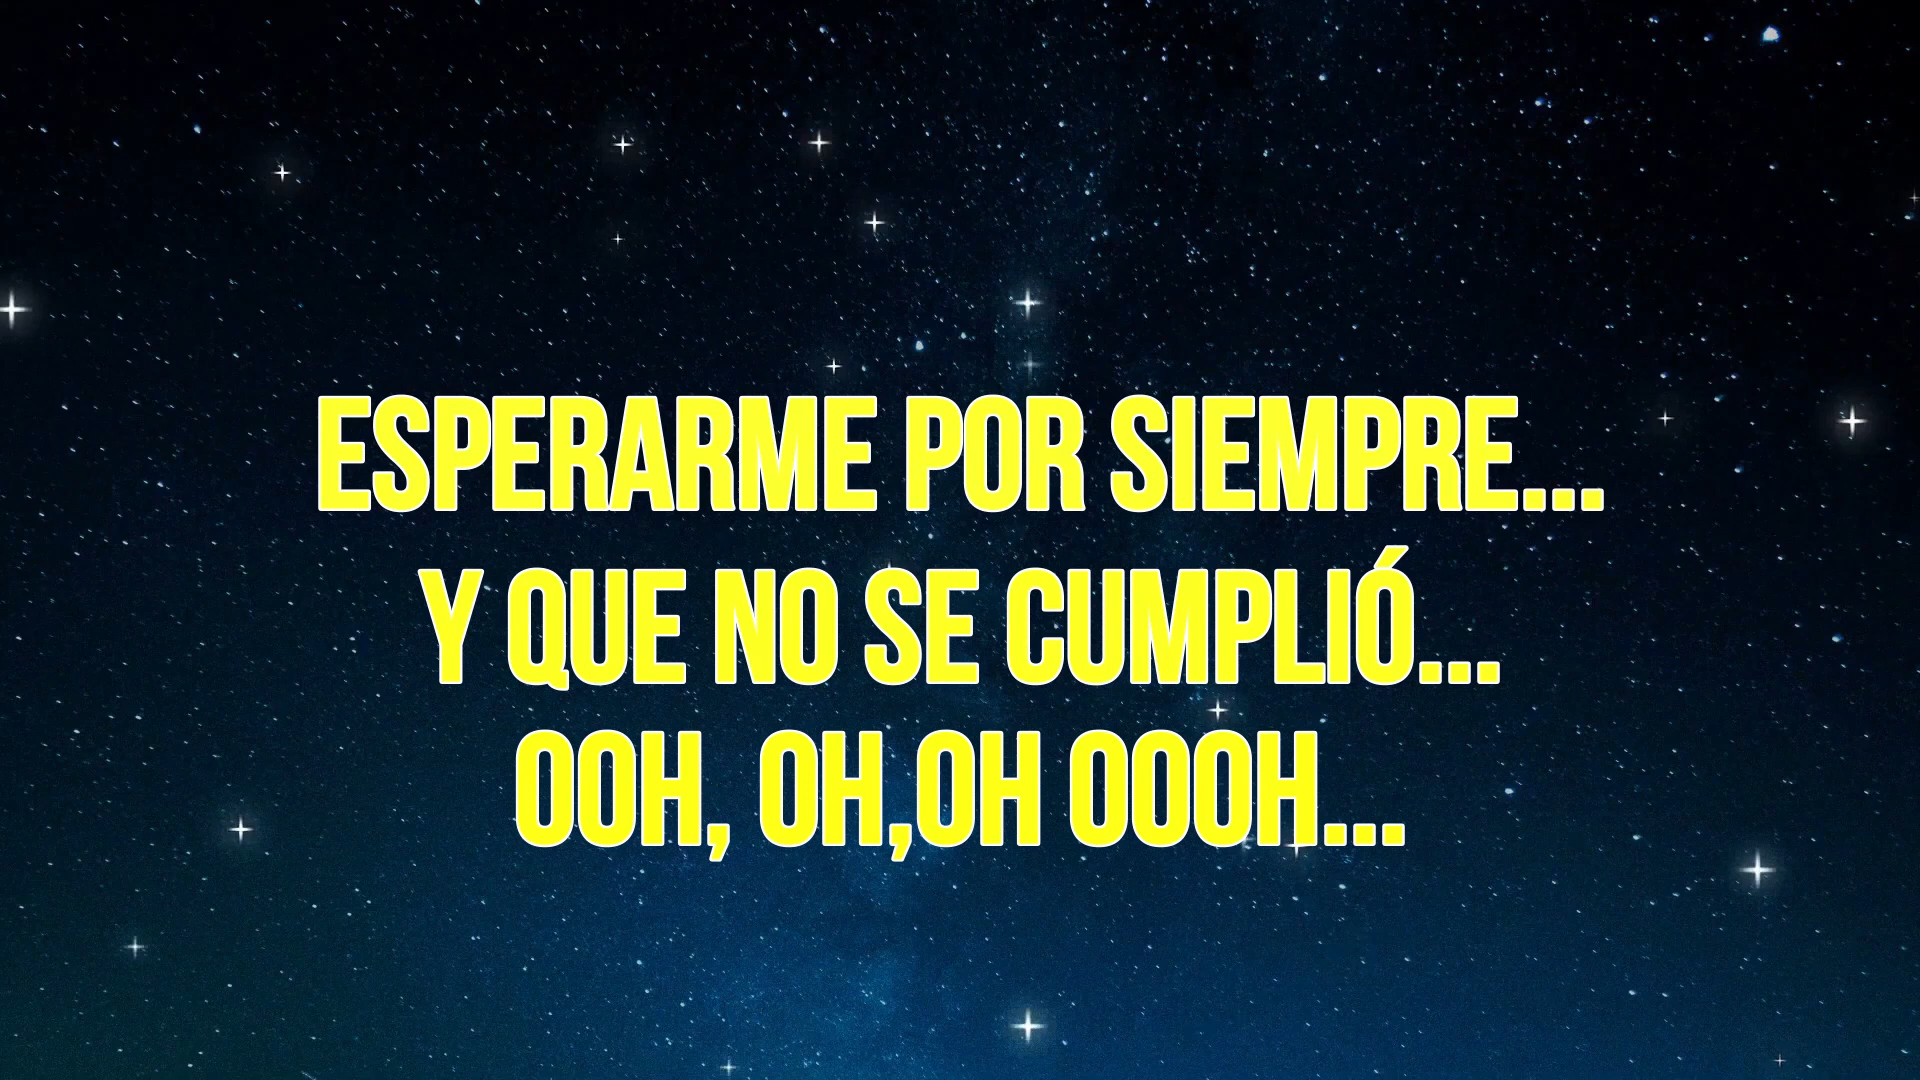 ESPERARME POR SIEMPRE...
Y QUE NO SE CUMPLIÓ...
OOH, OH,OH OOOH...